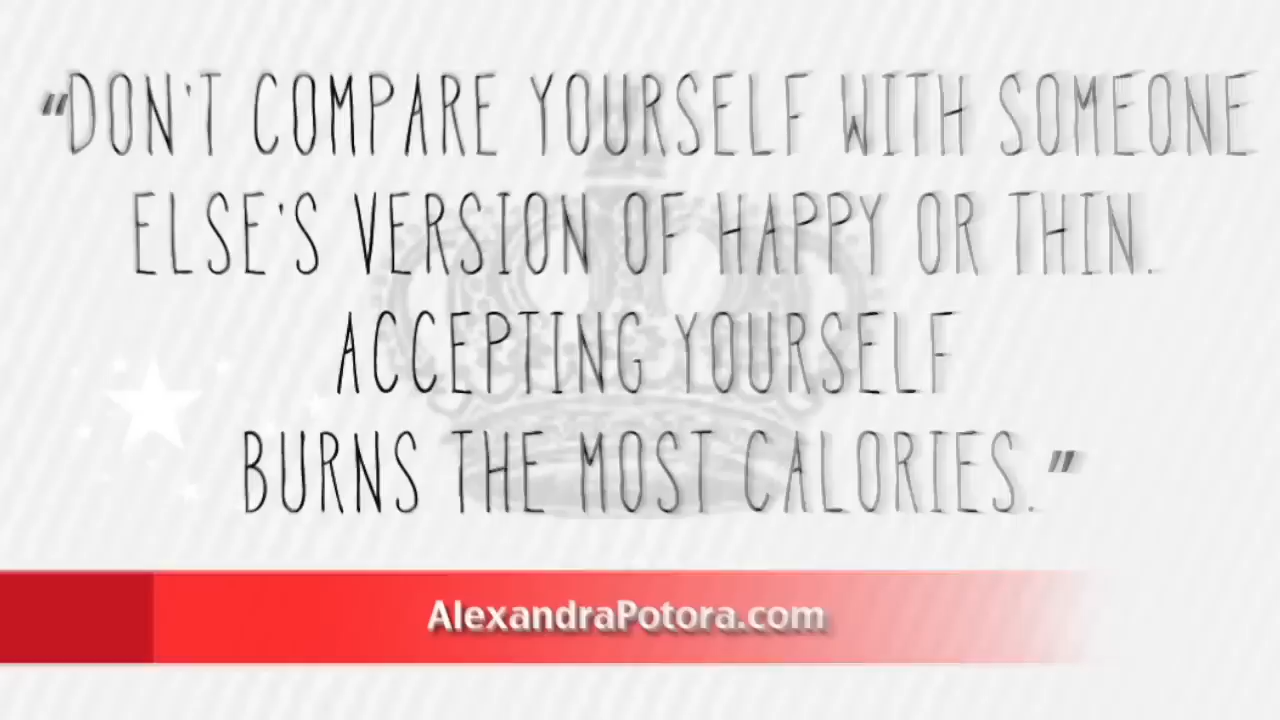 "DON'T COMPARE YOURSELF WITH SOMEONE
ELSE'S VERSION OF HAPPY OR THIN.
ACCEPTING YOURSELF
BURNS THE MOST CALORIES."
AlexandraPotora.com